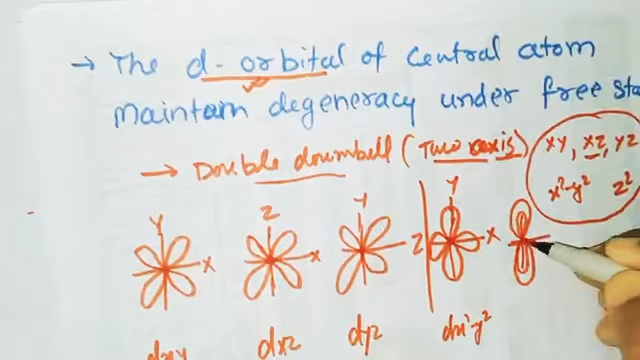 → The d-orbital of central atom
maintain degeneracy under free sta
→ Double dumbell (Two axis)
xy, xz, yz
x²-y² z²
Y Z Y Y
X X Z X
dxy dxz dyz dx²-y²